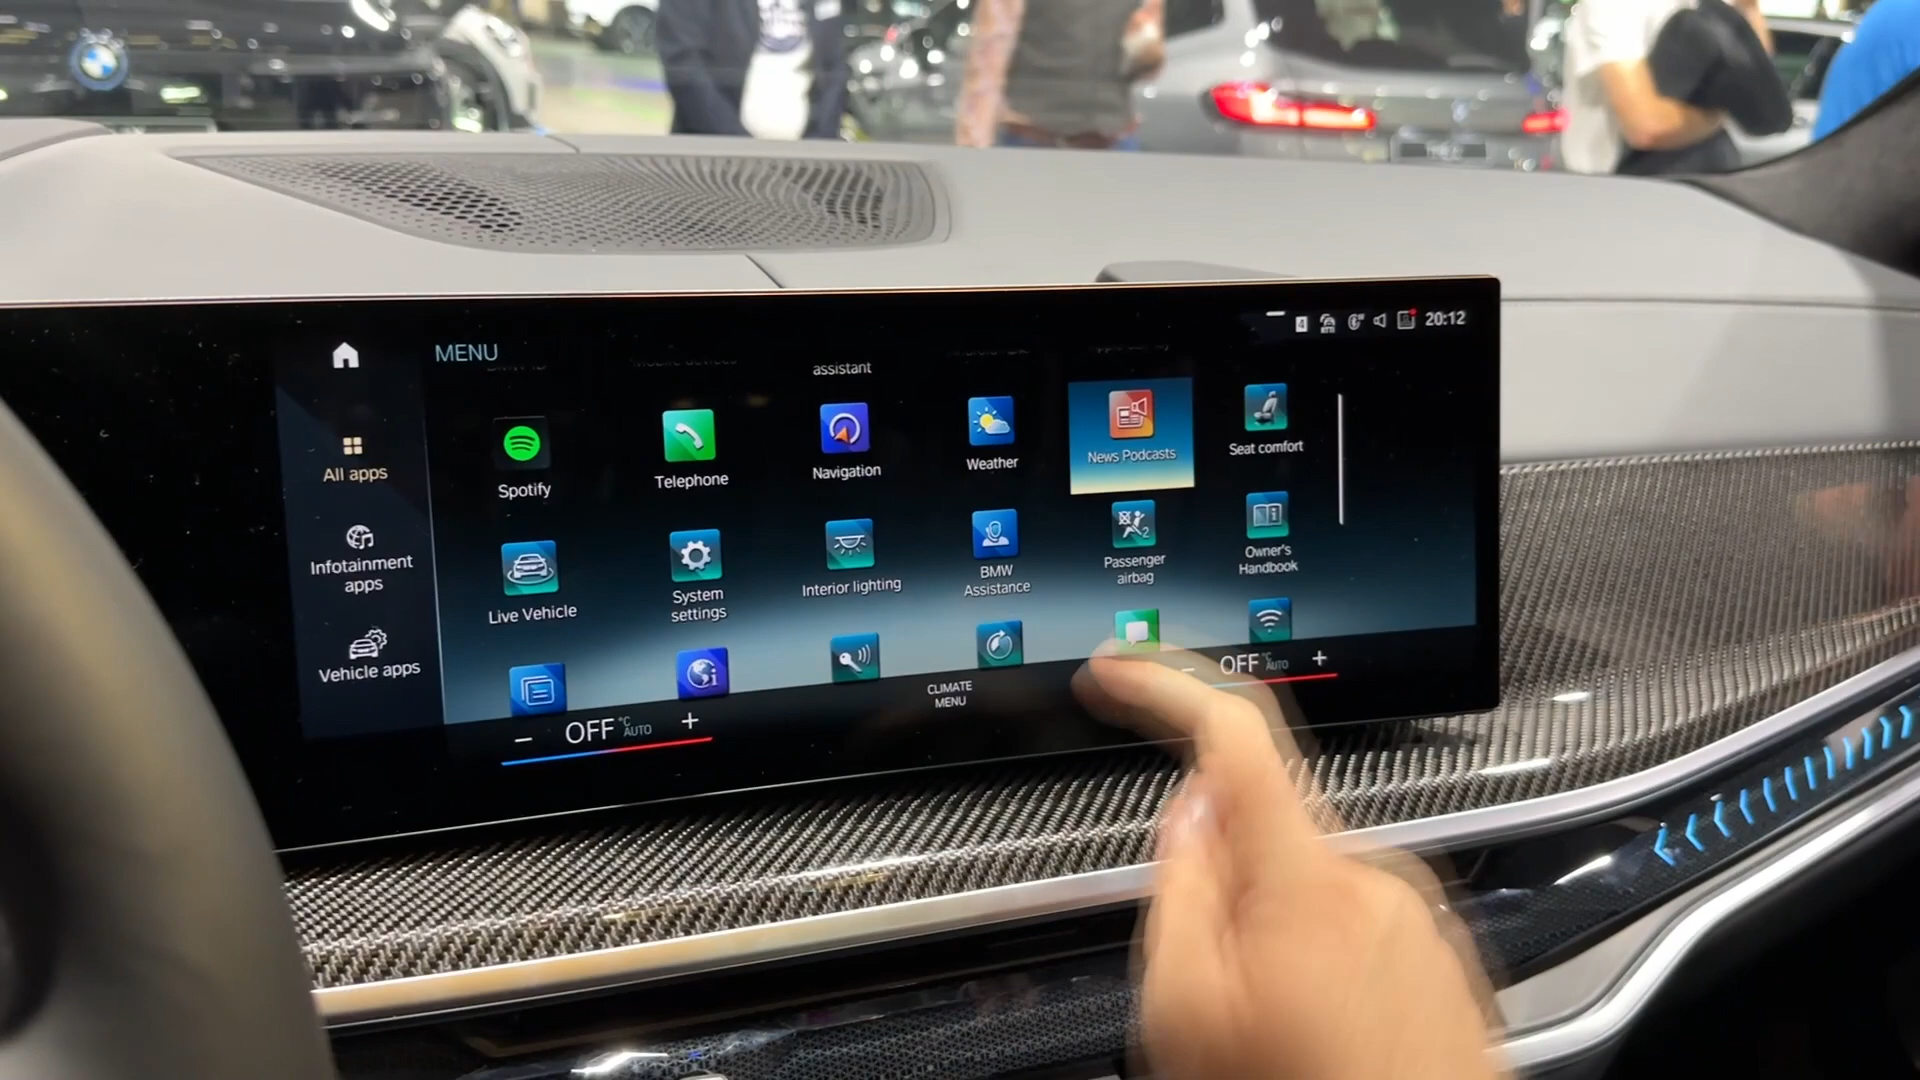 20:12
MENU
assistant
All apps
Infotainment
apps
Vehicle apps
Spotify
Telephone
Navigation
Weather
News Podcasts
Seat comfort
Live Vehicle
System
settings
Interior lighting
BMW
Assistance
Passenger
airbag
Owner's
Handbook
CLIMATE
MENU
− OFF °C AUTO +
− OFF °C AUTO +